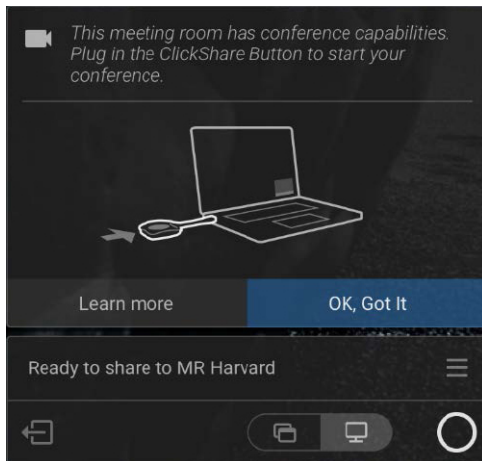 This meeting room has conference capabilities.
Plug in the ClickShare Button to start your
conference.
Learn more
OK, Got It
Ready to share to MR Harvard